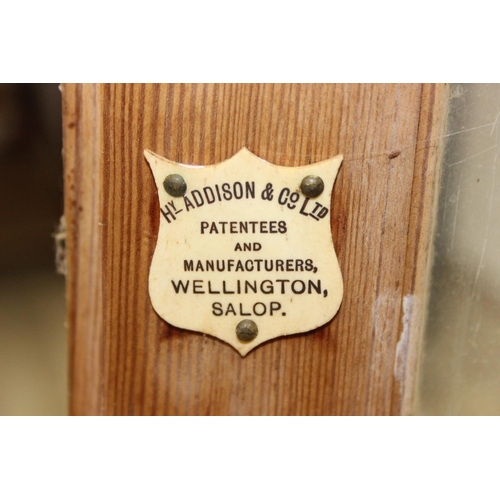 Hy ADDISON & Co LTD
PATENTEES
AND
MANUFACTURERS,
WELLINGTON,
SALOP.